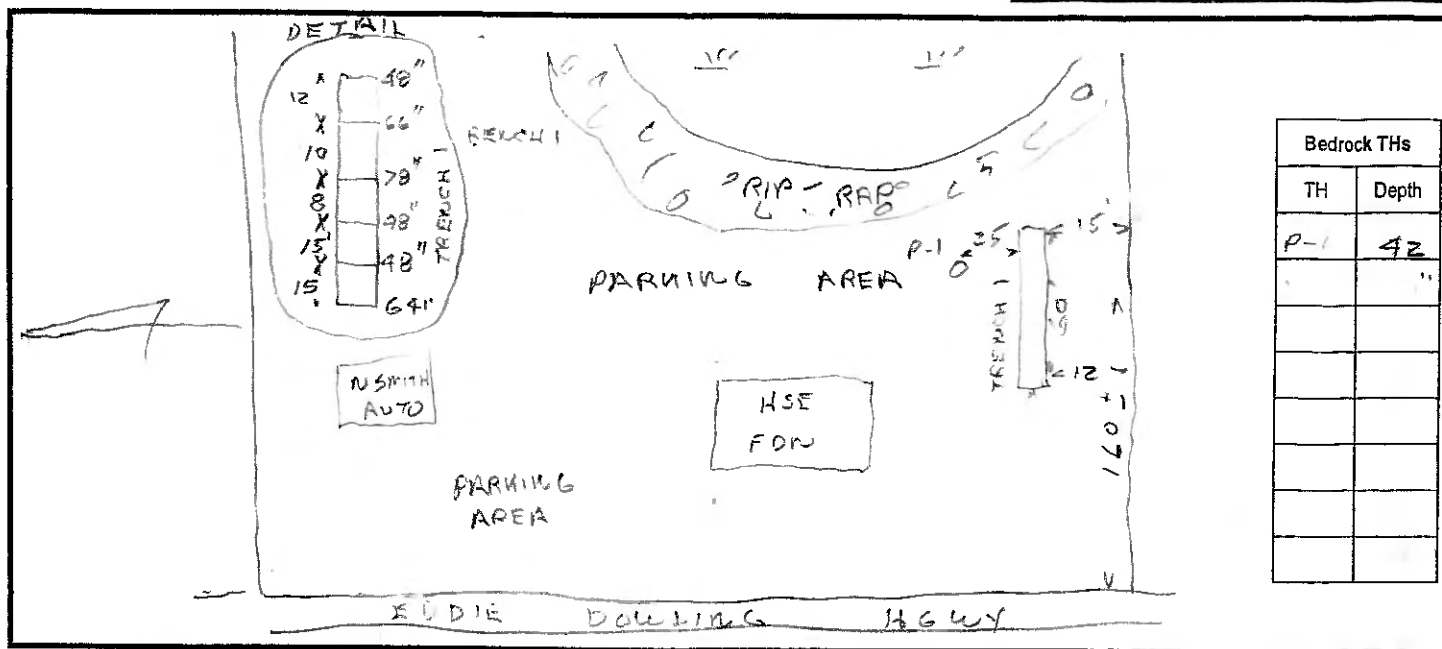 DETAIL
48"
12
66"
10
78"
8
48"
15
48"
15
64"
TRENCH 1
RIP - RAP
PARKING AREA
P-1
25
15'
TRENCH 1
50
12
170 +-
N SMITH
AUTO
HSE
FDN
PARKING
AREA
EDDIE DOWLING HGWY
Bedrock THs
TH Depth
P-1 42
"